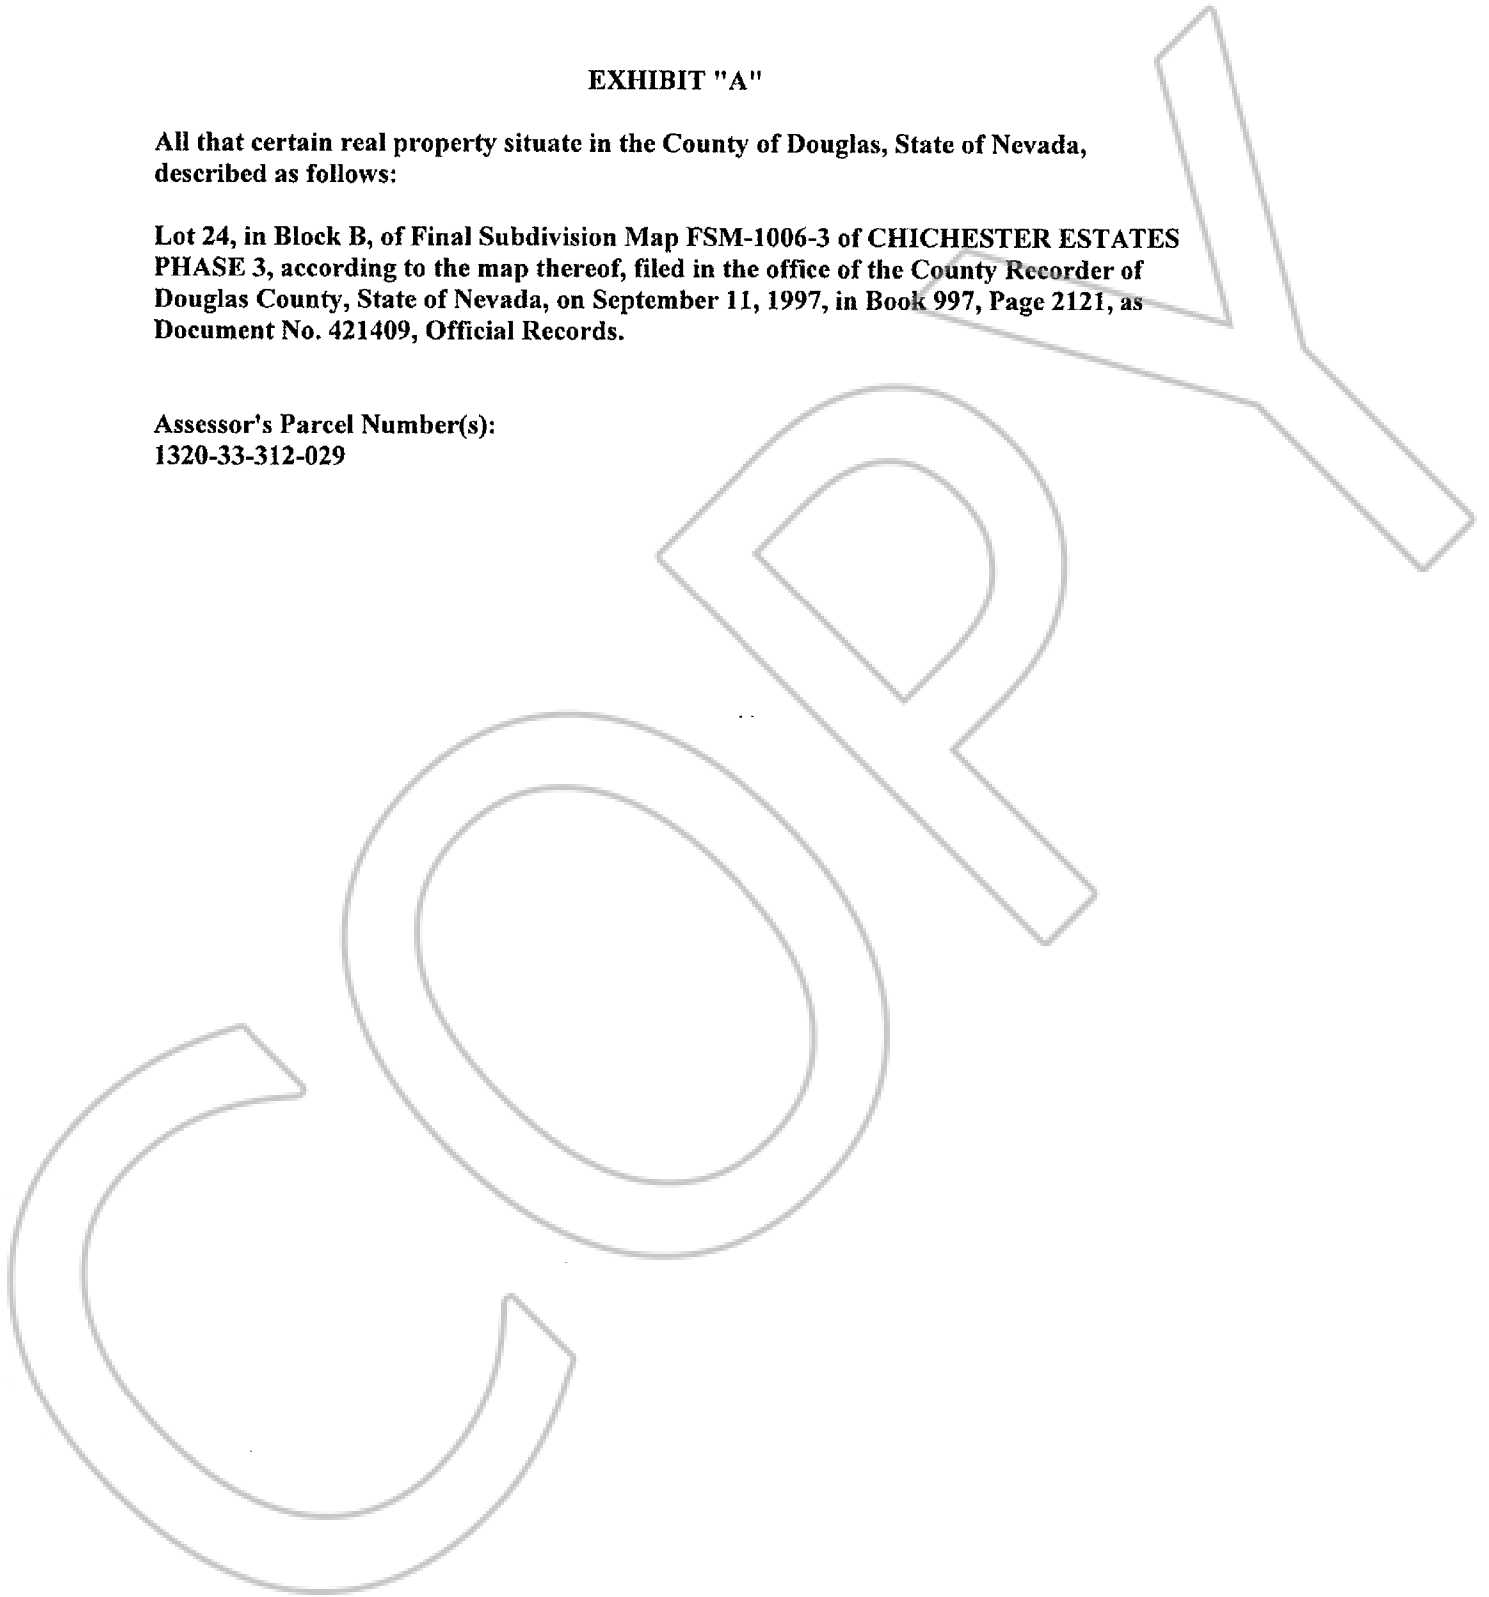 EXHIBIT "A"
All that certain real property situate in the County of Douglas, State of Nevada,
described as follows:
Lot 24, in Block B, of Final Subdivision Map FSM-1006-3 of CHICHESTER ESTATES
PHASE 3, according to the map thereof, filed in the office of the County Recorder of
Douglas County, State of Nevada, on September 11, 1997, in Book 997, Page 2121, as
Document No. 421409, Official Records.
Assessor's Parcel Number(s):
1320-33-312-029
COPY